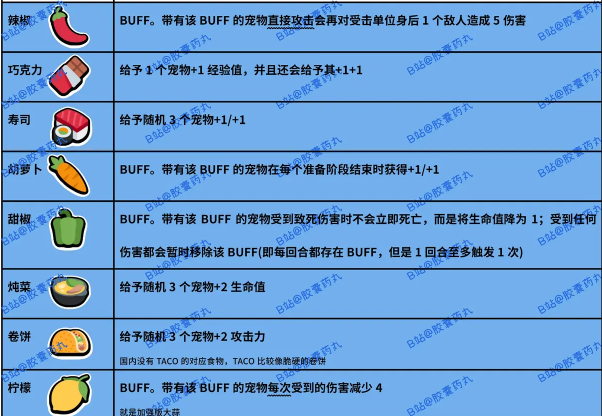 辣椒 BUFF。带有该 BUFF 的宠物直接攻击会再对受击单位身后 1 个敌人造成 5 伤害
巧克力 给予 1 个宠物+1 经验值，并且还会给予其+1+1
寿司 给予随机 3 个宠物+1/+1
胡萝卜 BUFF。带有该 BUFF 的宠物在每个准备阶段结束时获得+1/+1
甜椒 BUFF。带有该 BUFF 的宠物受到致死伤害时不会立即死亡，而是将生命值降为 1；受到任何
伤害都会暂时移除该 BUFF(即每回合都存在 BUFF，但是 1 回合至多触发 1 次)
炖菜 给予随机 3 个宠物+2 生命值
卷饼 给予随机 3 个宠物+2 攻击力
国内没有 TACO 的对应食物，TACO 比较像脆硬的卷饼
柠檬 BUFF。带有该 BUFF 的宠物每次受到的伤害减少 4
就是加强版大蒜
B站@胶囊药丸